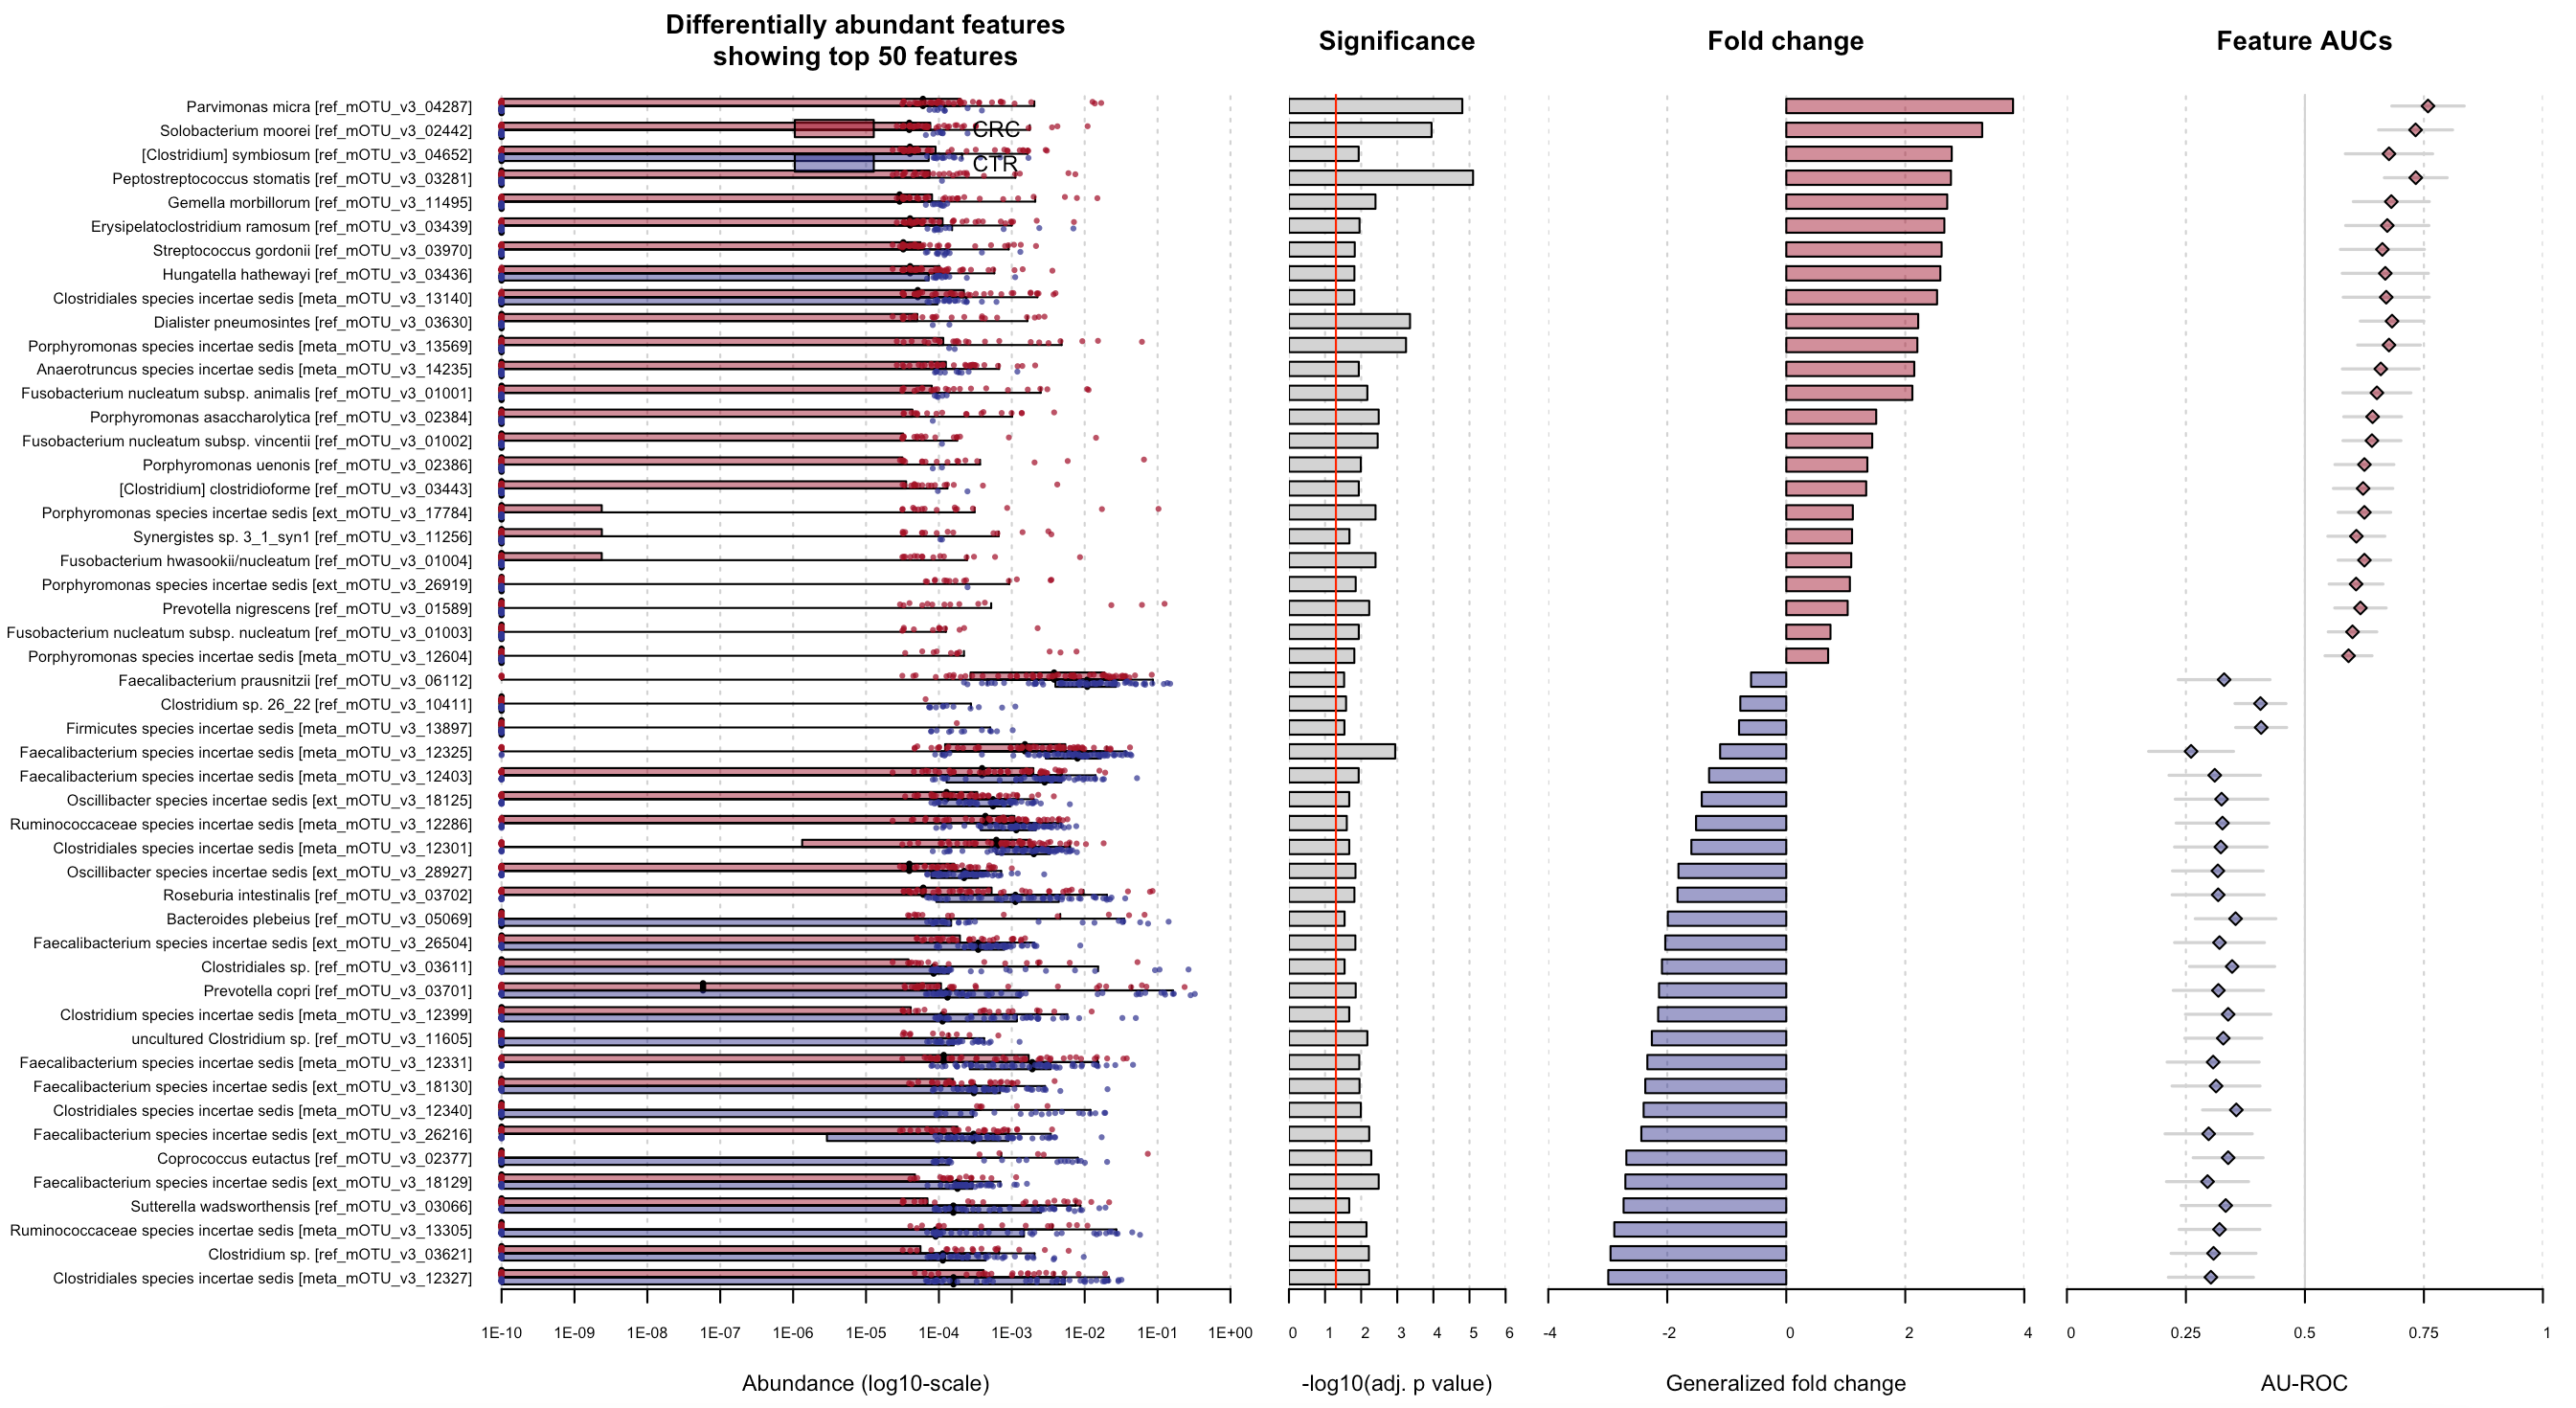 Differentially abundant features
showing top 50 features
Significance
Fold change
Feature AUCs
Parvimonas micra [ref_mOTU_v3_04287]
Solobacterium moorei [ref_mOTU_v3_02442]
CRC
[Clostridium] symbiosum [ref_mOTU_v3_04652]
CTR
Peptostreptococcus stomatis [ref_mOTU_v3_03281]
Gemella morbillorum [ref_mOTU_v3_11495]
Erysipelatoclostridium ramosum [ref_mOTU_v3_03439]
Streptococcus gordonii [ref_mOTU_v3_03970]
Hungatella hathewayi [ref_mOTU_v3_03436]
Clostridiales species incertae sedis [meta_mOTU_v3_13140]
Dialister pneumosintes [ref_mOTU_v3_03630]
Porphyromonas species incertae sedis [meta_mOTU_v3_13569]
Anaerotruncus species incertae sedis [meta_mOTU_v3_14235]
Fusobacterium nucleatum subsp. animalis [ref_mOTU_v3_01001]
Porphyromonas asaccharolytica [ref_mOTU_v3_02384]
Fusobacterium nucleatum subsp. vincentii [ref_mOTU_v3_01002]
Porphyromonas uenonis [ref_mOTU_v3_02386]
[Clostridium] clostridioforme [ref_mOTU_v3_03443]
Porphyromonas species incertae sedis [ext_mOTU_v3_17784]
Synergistes sp. 3_1_syn1 [ref_mOTU_v3_11256]
Fusobacterium hwasookii/nucleatum [ref_mOTU_v3_01004]
Porphyromonas species incertae sedis [ext_mOTU_v3_26919]
Prevotella nigrescens [ref_mOTU_v3_01589]
Fusobacterium nucleatum subsp. nucleatum [ref_mOTU_v3_01003]
Porphyromonas species incertae sedis [meta_mOTU_v3_12604]
Faecalibacterium prausnitzii [ref_mOTU_v3_06112]
Clostridium sp. 26_22 [ref_mOTU_v3_10411]
Firmicutes species incertae sedis [meta_mOTU_v3_13897]
Faecalibacterium species incertae sedis [meta_mOTU_v3_12325]
Faecalibacterium species incertae sedis [meta_mOTU_v3_12403]
Oscillibacter species incertae sedis [ext_mOTU_v3_18125]
Ruminococcaceae species incertae sedis [meta_mOTU_v3_12286]
Clostridiales species incertae sedis [meta_mOTU_v3_12301]
Oscillibacter species incertae sedis [ext_mOTU_v3_28927]
Roseburia intestinalis [ref_mOTU_v3_03702]
Bacteroides plebeius [ref_mOTU_v3_05069]
Faecalibacterium species incertae sedis [ext_mOTU_v3_26504]
Clostridiales sp. [ref_mOTU_v3_03611]
Prevotella copri [ref_mOTU_v3_03701]
Clostridium species incertae sedis [meta_mOTU_v3_12399]
uncultured Clostridium sp. [ref_mOTU_v3_11605]
Faecalibacterium species incertae sedis [meta_mOTU_v3_12331]
Faecalibacterium species incertae sedis [ext_mOTU_v3_18130]
Clostridiales species incertae sedis [meta_mOTU_v3_12340]
Faecalibacterium species incertae sedis [ext_mOTU_v3_26216]
Coprococcus eutactus [ref_mOTU_v3_02377]
Faecalibacterium species incertae sedis [ext_mOTU_v3_18129]
Sutterella wadsworthensis [ref_mOTU_v3_03066]
Ruminococcaceae species incertae sedis [meta_mOTU_v3_13305]
Clostridium sp. [ref_mOTU_v3_03621]
Clostridiales species incertae sedis [meta_mOTU_v3_12327]
1E-10 1E-09 1E-08 1E-07 1E-06 1E-05 1E-04 1E-03 1E-02 1E-01 1E+00
0 1 2 3 4 5 6
-4 -2 0 2 4
0 0.25 0.5 0.75 1
Abundance (log10-scale)
-log10(adj. p value)
Generalized fold change
AU-ROC